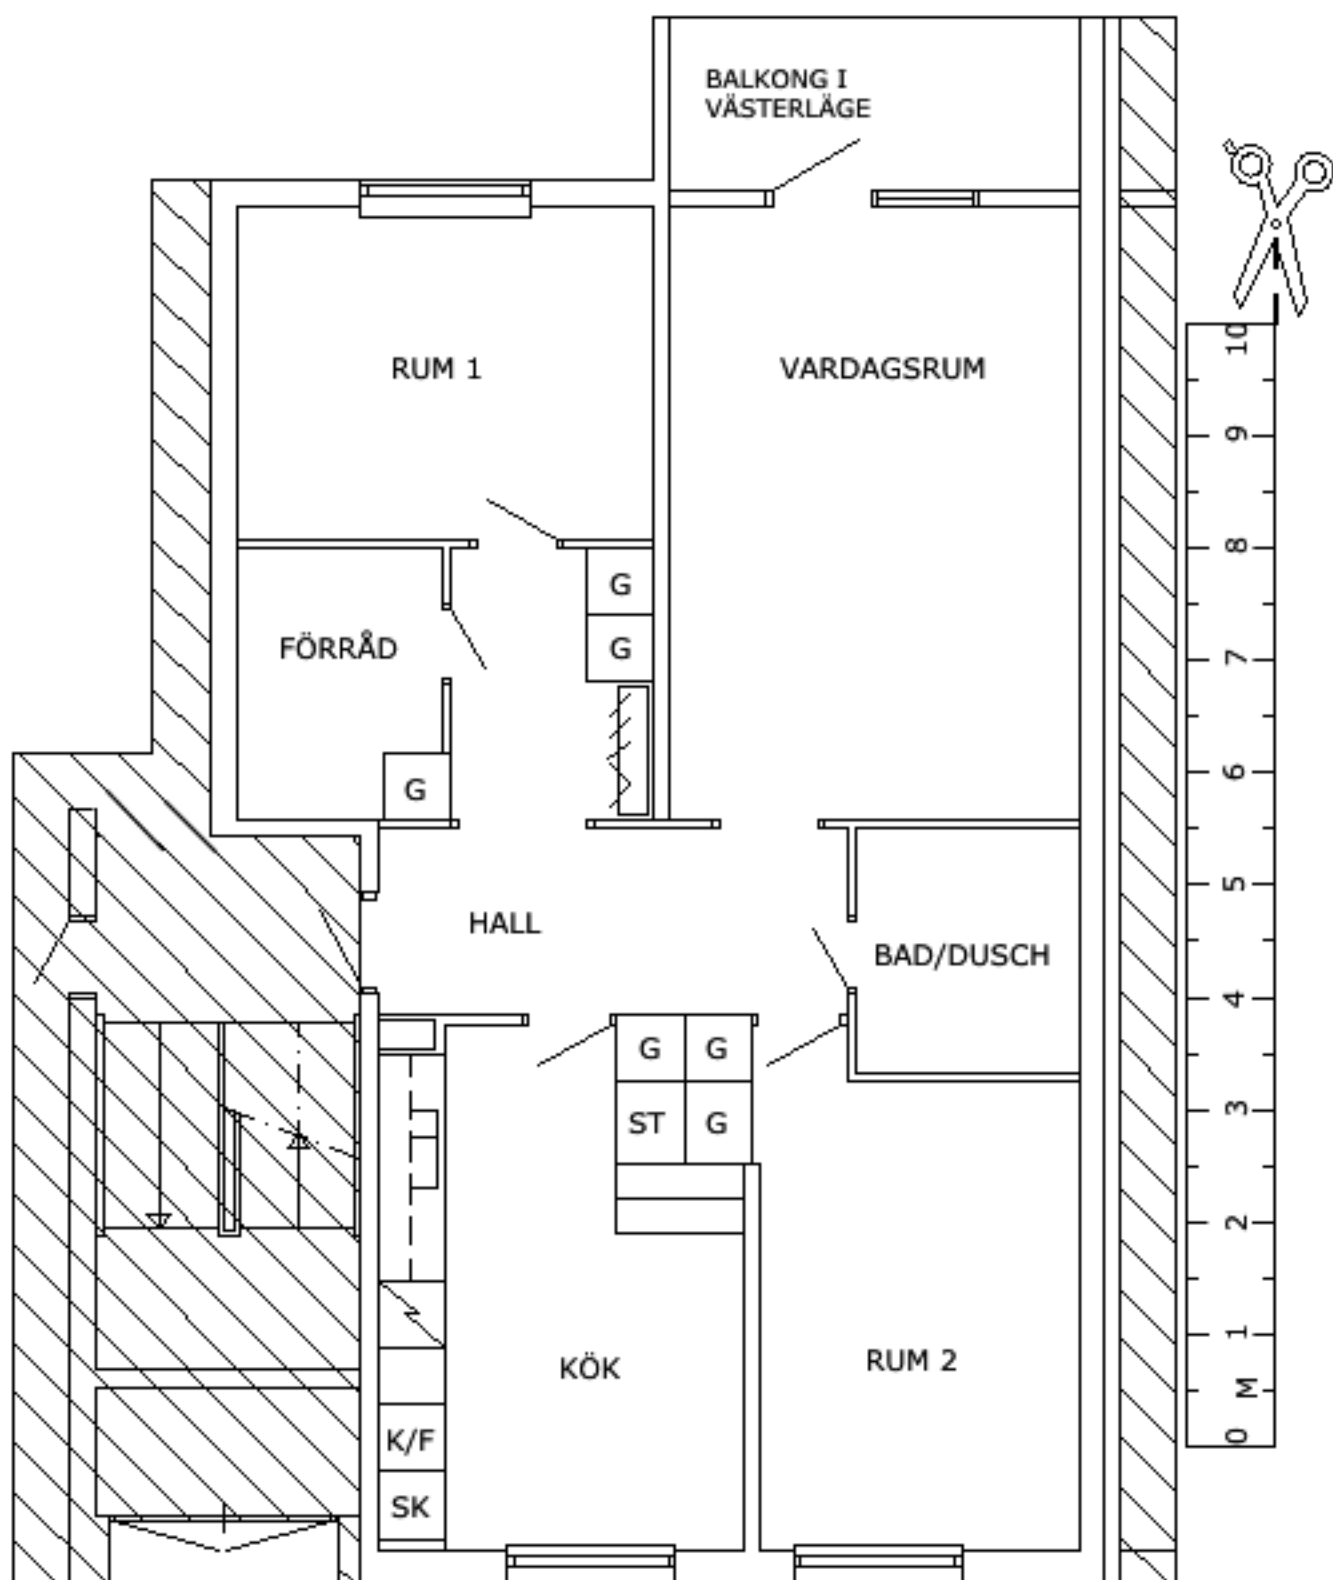 BALKONG I
VÄSTERLÄGE
RUM 1
VARDAGSRUM
G
G
FÖRRÅD
G
HALL
BAD/DUSCH
G
G
ST
G
KÖK
RUM 2
K/F
SK
10
9
8
7
6
5
4
3
2
1
M
0